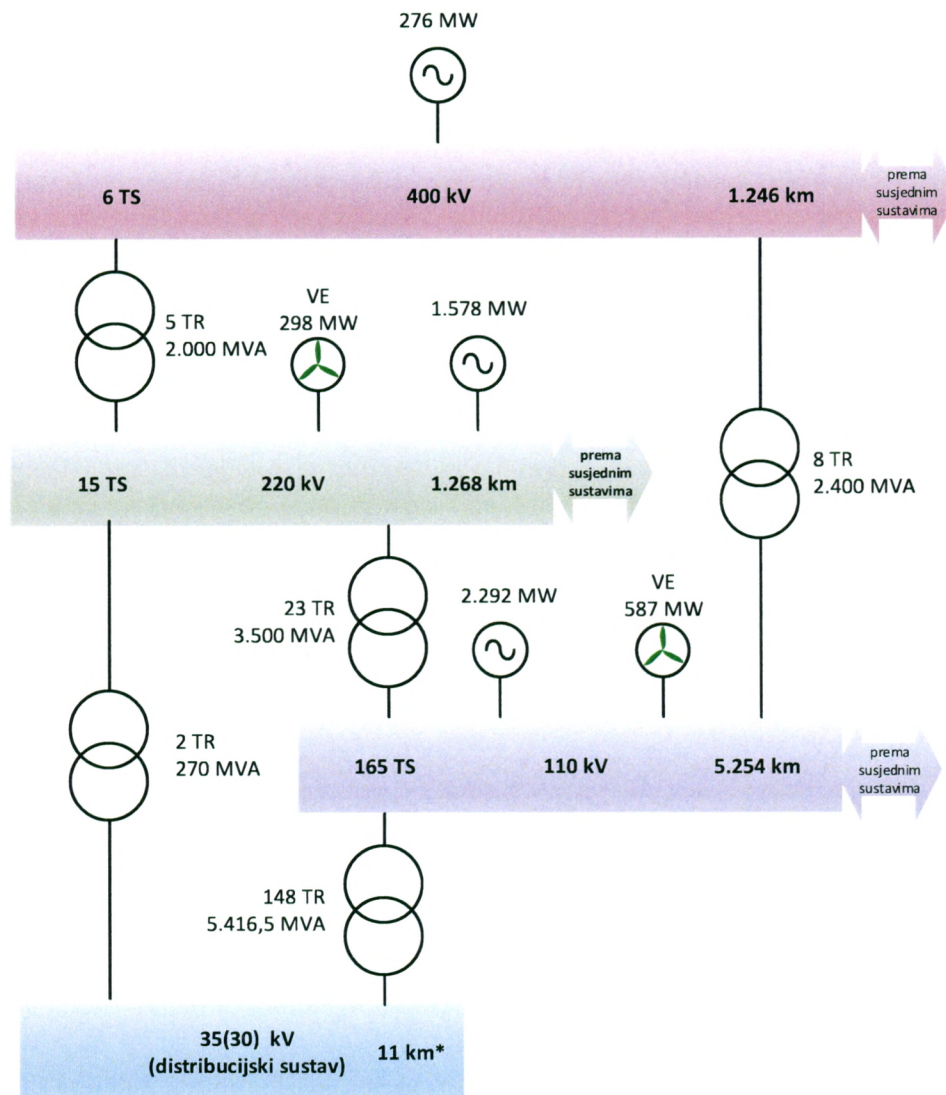 276 MW
6 TS
400 kV
1.246 km
prema
susjednim
sustavima
5 TR
2.000 MVA
VE
298 MW
1.578 MW
8 TR
2.400 MVA
15 TS
220 kV
1.268 km
prema
susjednim
sustavima
23 TR
3.500 MVA
2.292 MW
VE
587 MW
2 TR
270 MVA
165 TS
110 kV
5.254 km
prema
susjednim
sustavima
148 TR
5.416,5 MVA
35(30) kV
(distribucijski sustav)
11 km*